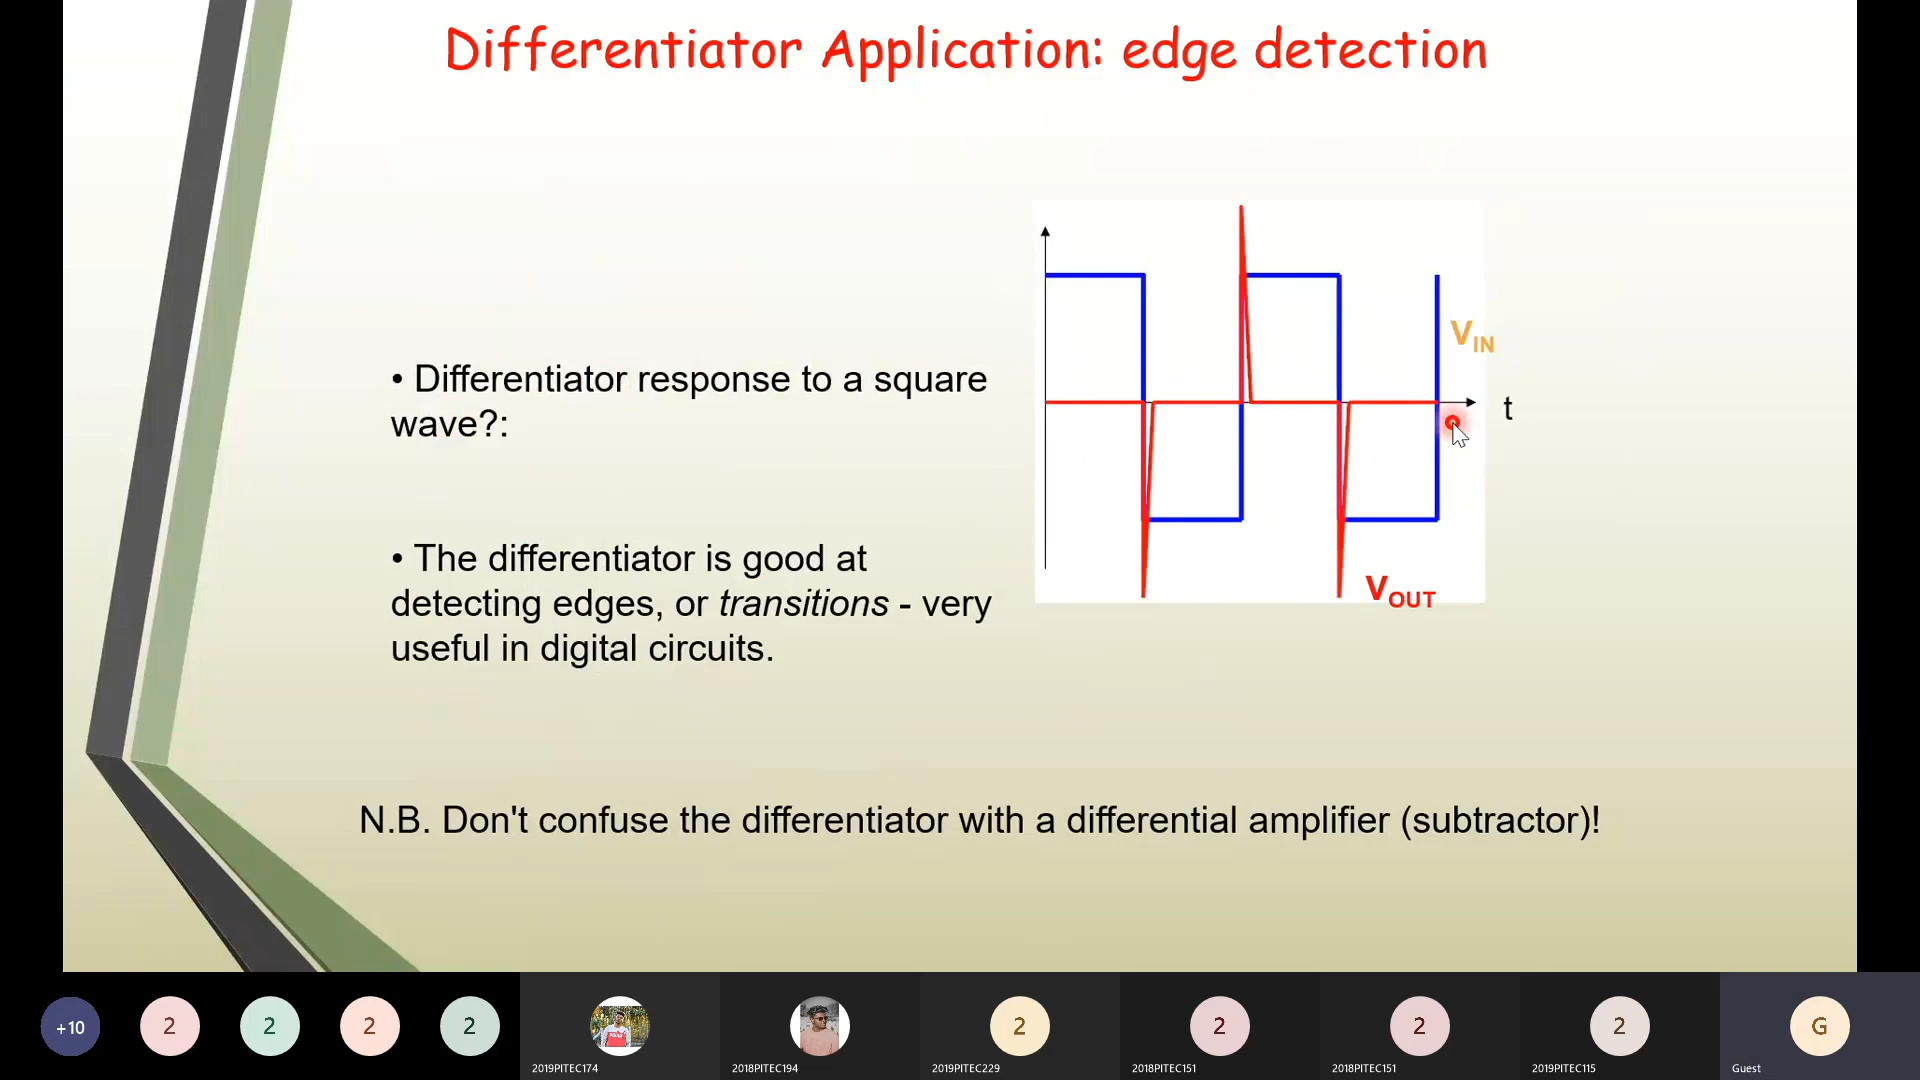 Differentiator Application: edge detection
• Differentiator response to a square
wave?:
• The differentiator is good at
detecting edges, or transitions - very
useful in digital circuits.
VIN
t
VOUT
N.B. Don't confuse the differentiator with a differential amplifier (subtractor)!
+10
2
2
2
2
2
2
2
2
G
2019PITEC174
2018PITEC194
2019PITEC229
2018PITEC151
2018PITEC151
2019PITEC115
Guest